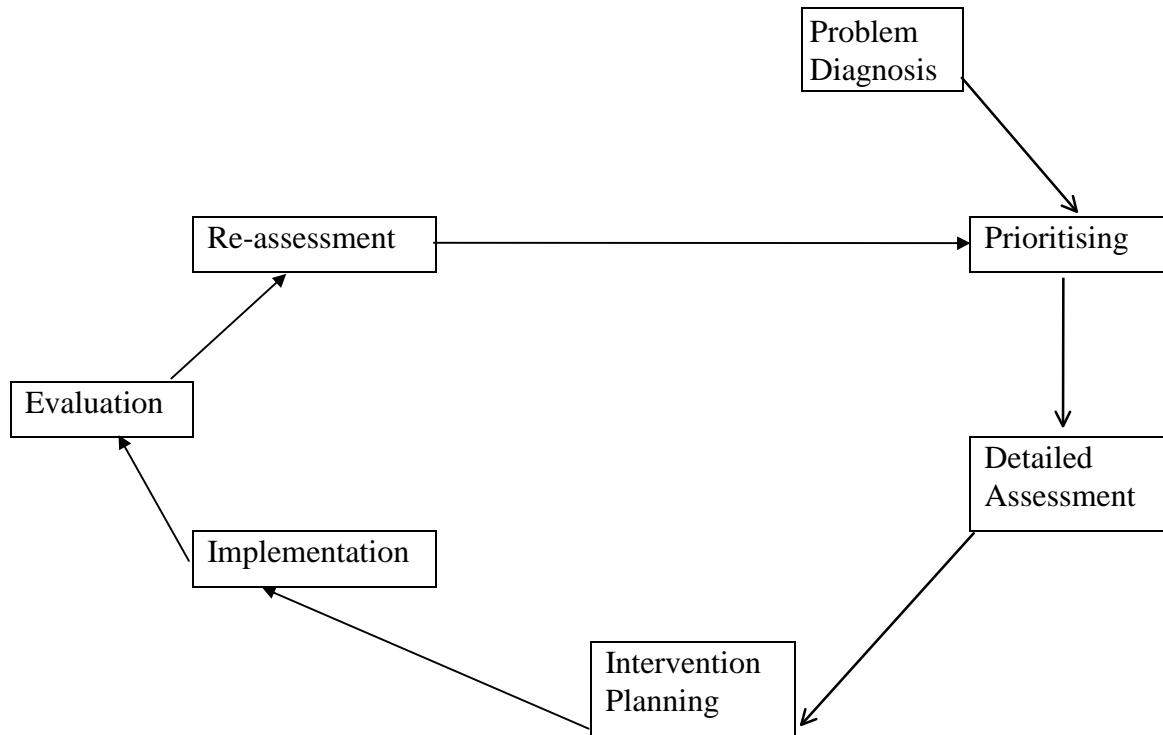 Problem
Diagnosis
Re-assessment
Prioritising
Evaluation
Detailed
Assessment
Implementation
Intervention
Planning